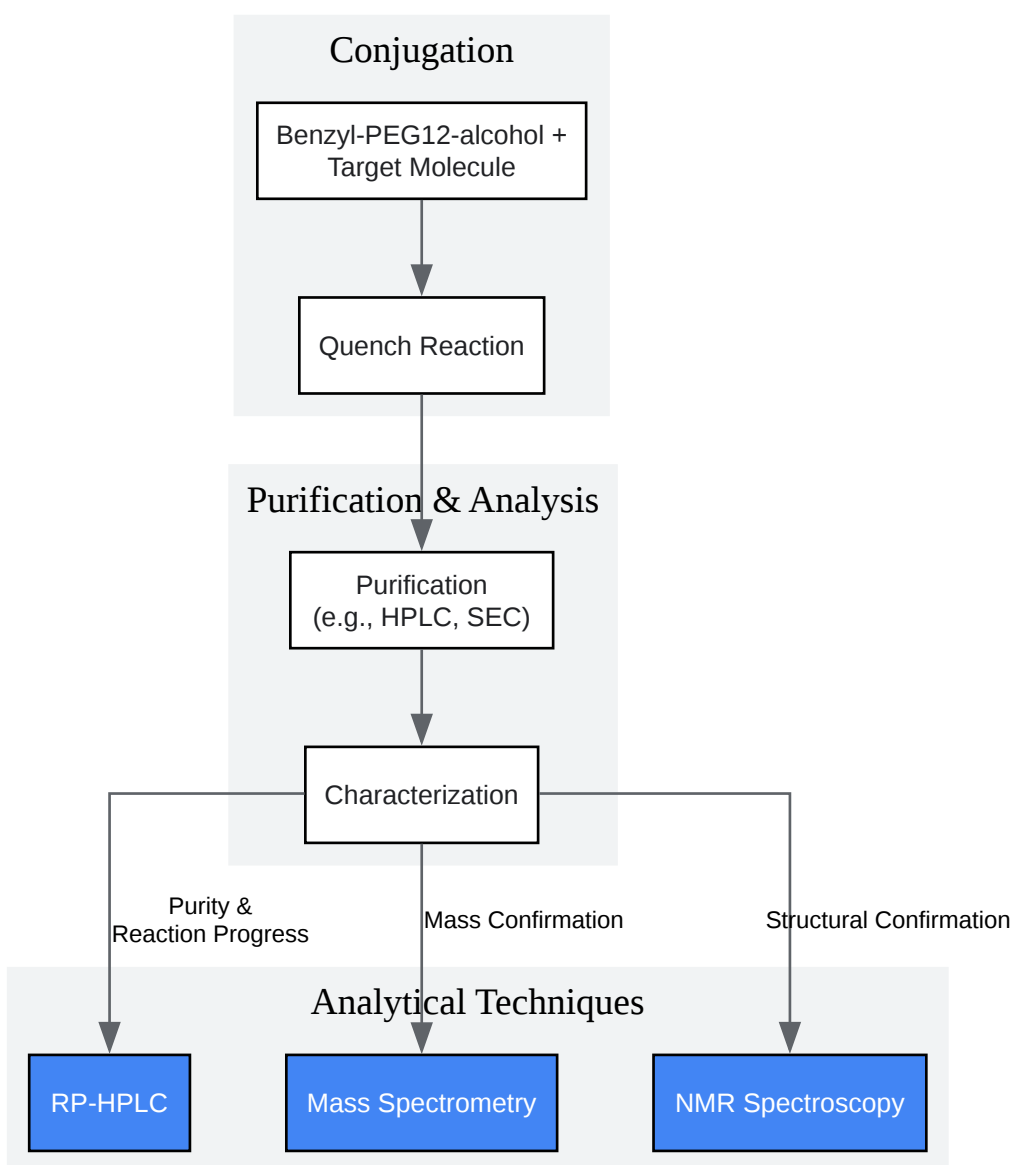 Conjugation
Benzyl-PEG12-alcohol +
Target Molecule
Quench Reaction
Purification & Analysis
Purification
(e.g., HPLC, SEC)
Characterization
Purity &
Reaction Progress
Mass Confirmation
Structural Confirmation
Analytical Techniques
RP-HPLC
Mass Spectrometry
NMR Spectroscopy